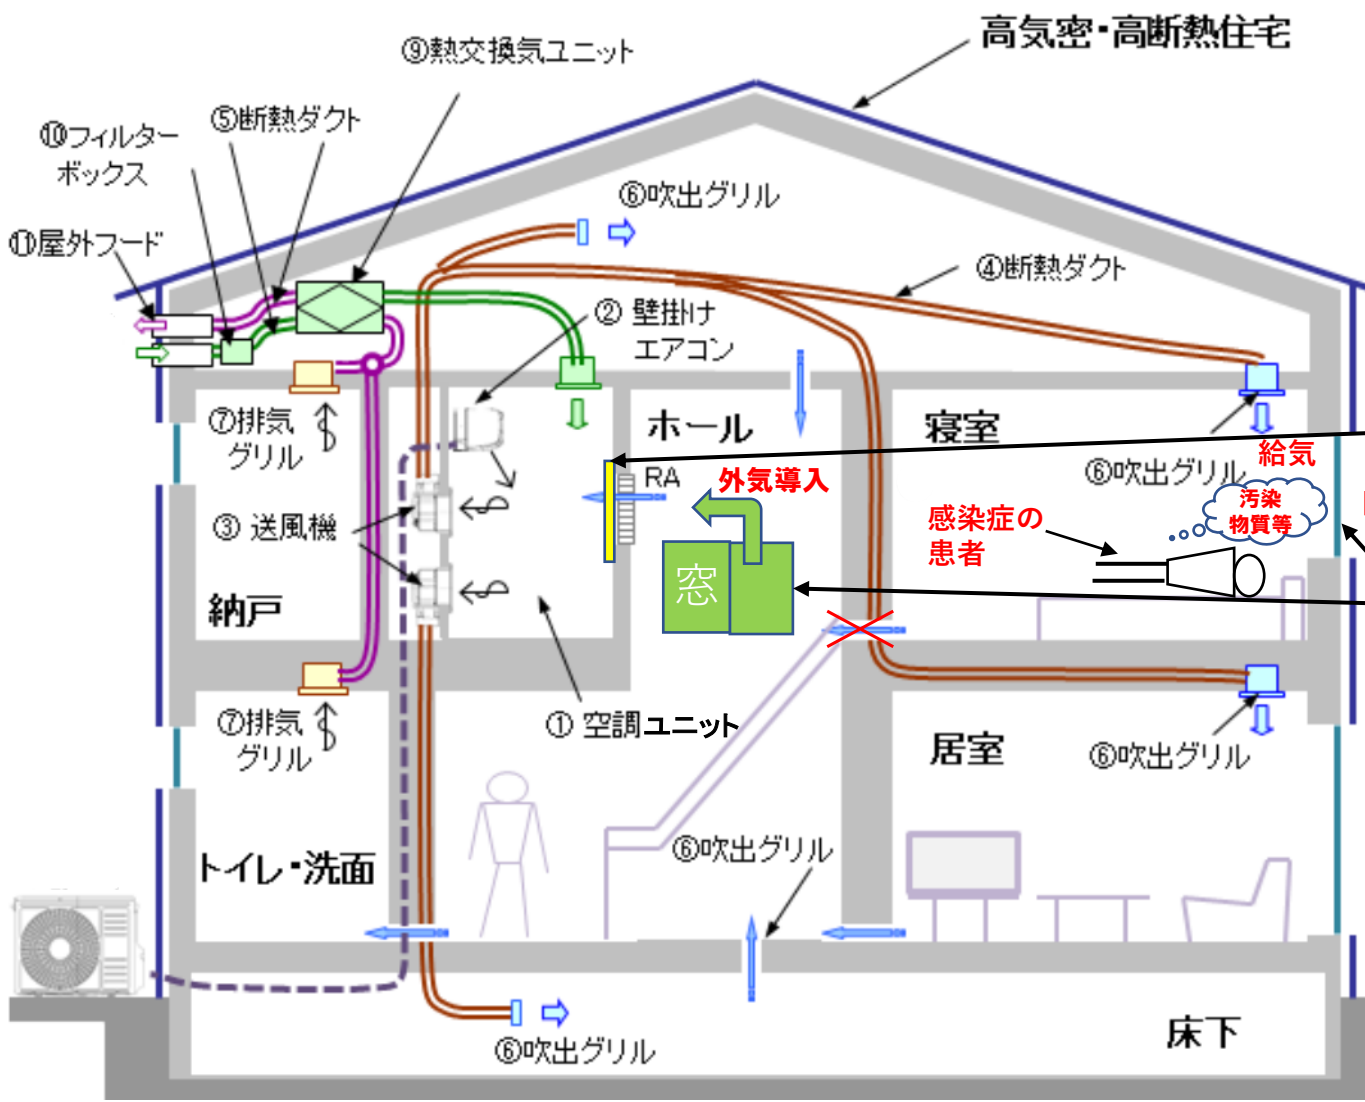 高気密・高断熱住宅
⑨熱交換気ユニット
⑤断熱ダクト
⑩フィルター
ボックス
⑥吹出グリル
⑪屋外フード
④断熱ダクト
② 壁掛け
エアコン
⑦排気
グリル
ホール
寝室
RA
外気導入
⑥吹出グリル
給気
汚染
物質等
感染症の
患者
③ 送風機
窓
納戸
⑦排気
グリル
① 空調ユニット
居室
⑥吹出グリル
トイレ・洗面
⑥吹出グリル
床下
⑥吹出グリル